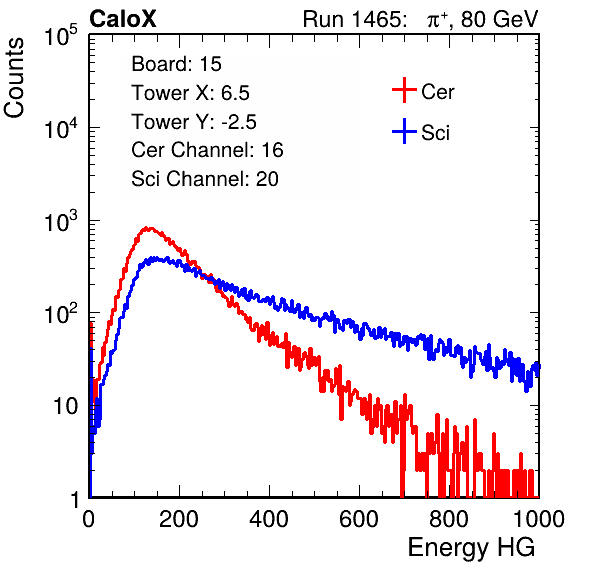 CaloX Run 1465: π⁺, 80 GeV
Counts
10⁵
10⁴
10³
10²
10
1
Board: 15
Tower X: 6.5
Tower Y: -2.5
Cer Channel: 16
Sci Channel: 20
Cer
Sci
0 200 400 600 800 1000
Energy HG